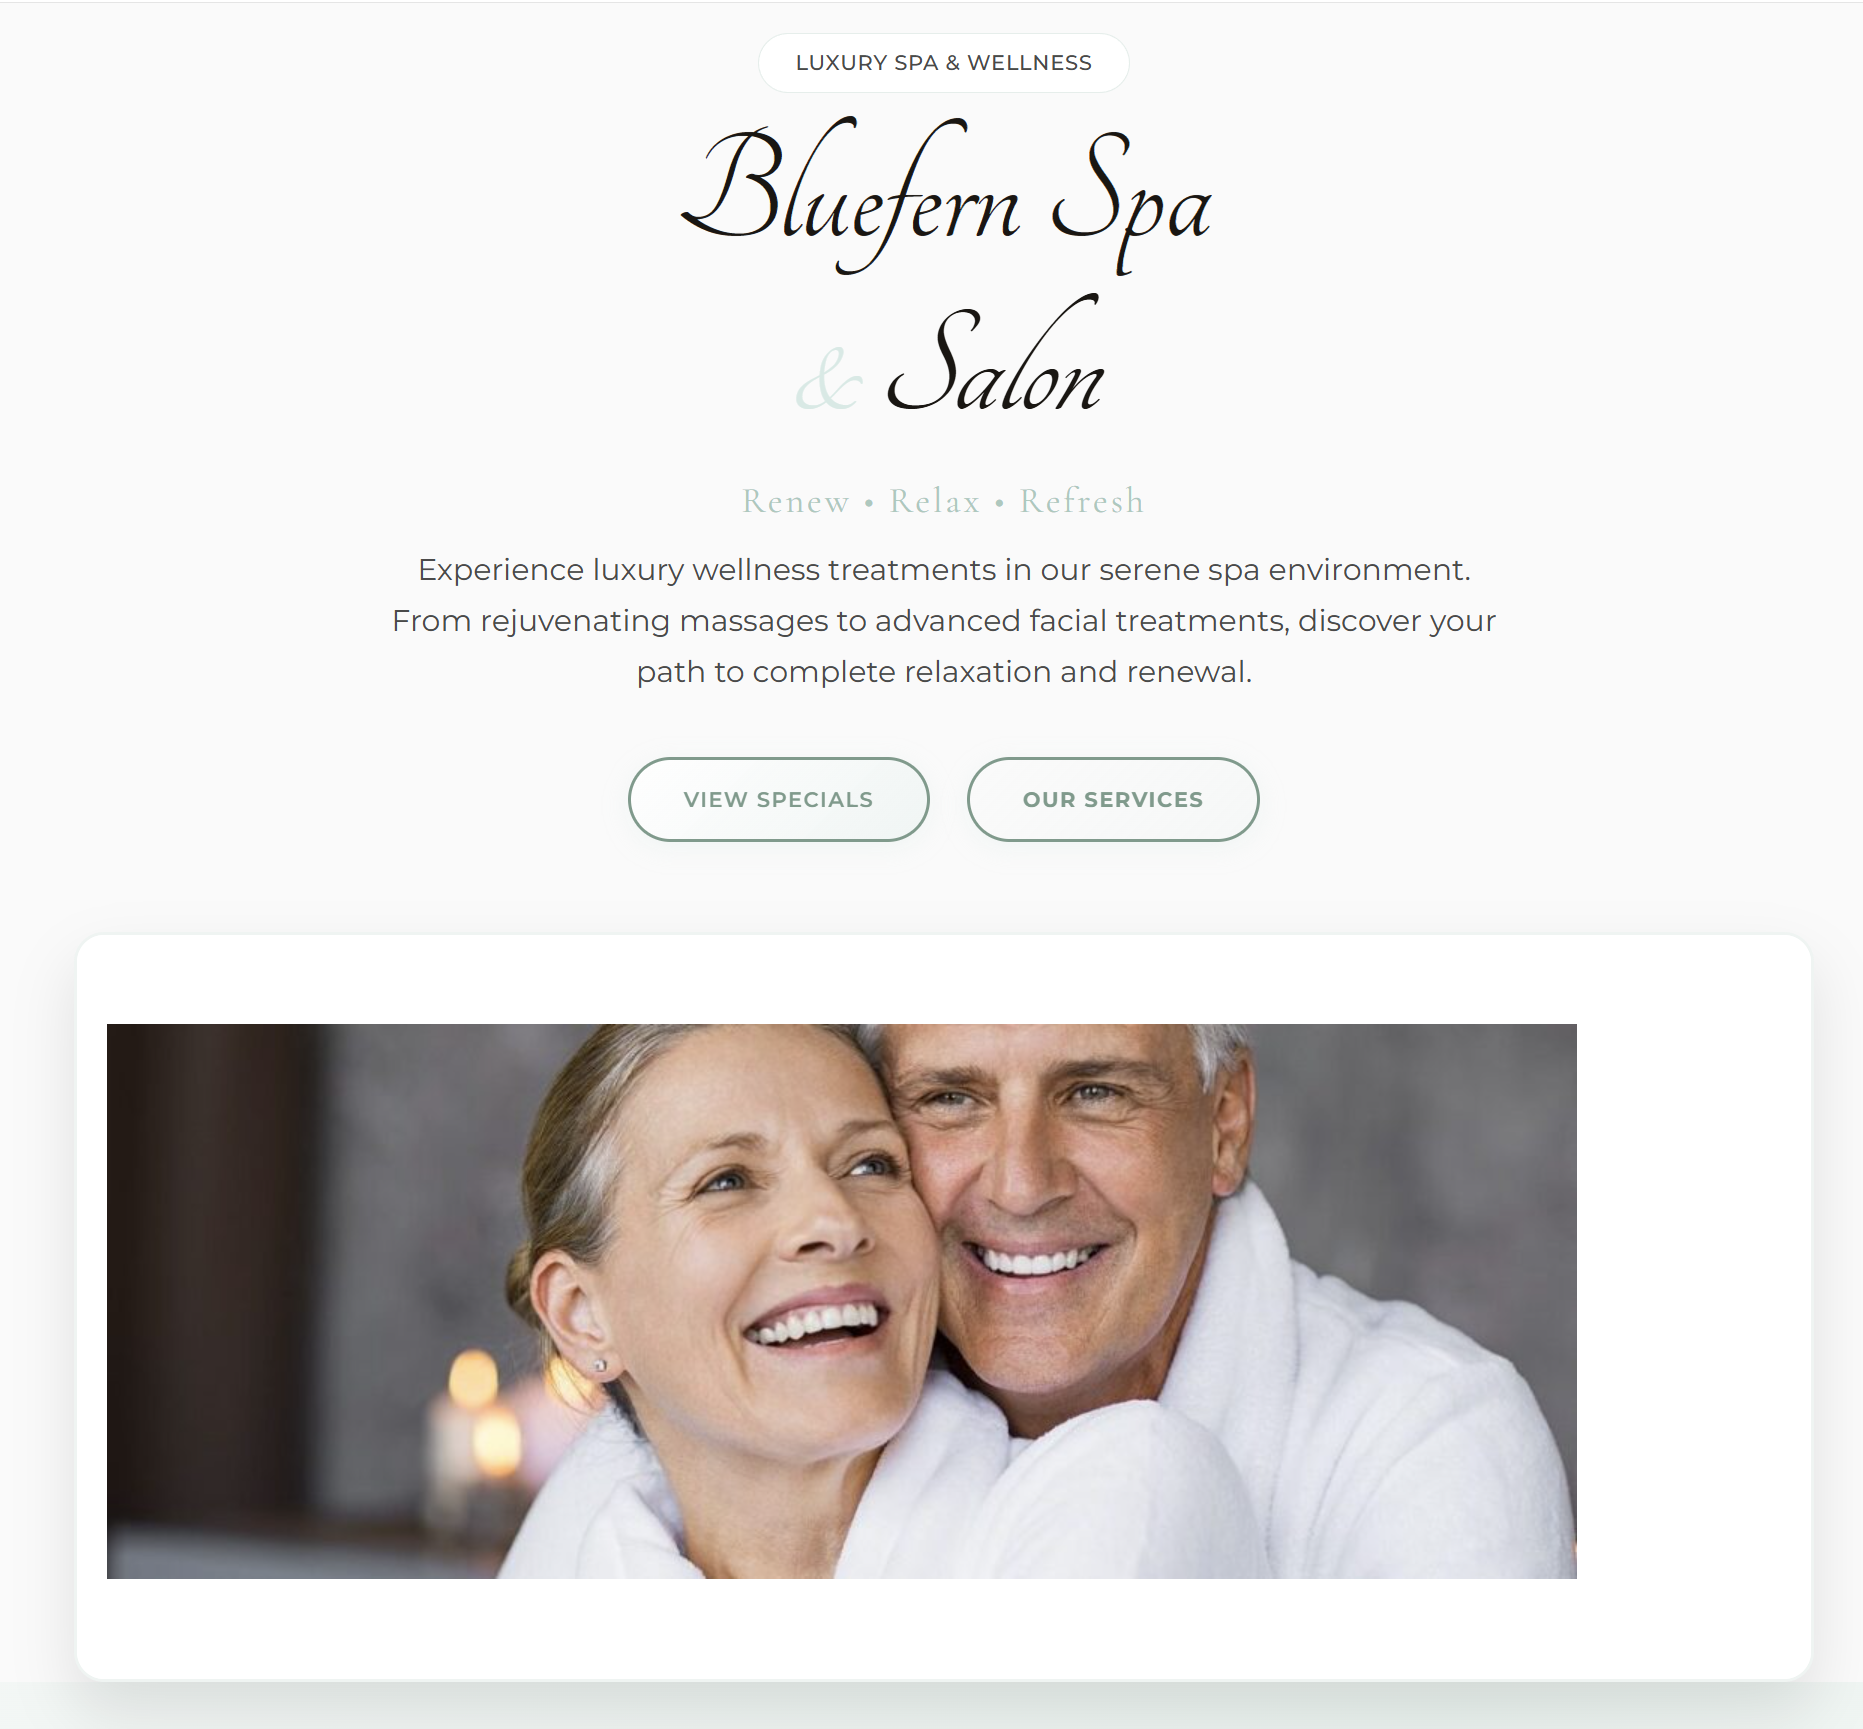 LUXURY SPA & WELLNESS
Bluefern Spa
& Salon
Renew • Relax • Refresh
Experience luxury wellness treatments in our serene spa environment.
From rejuvenating massages to advanced facial treatments, discover your
path to complete relaxation and renewal.
VIEW SPECIALS
OUR SERVICES